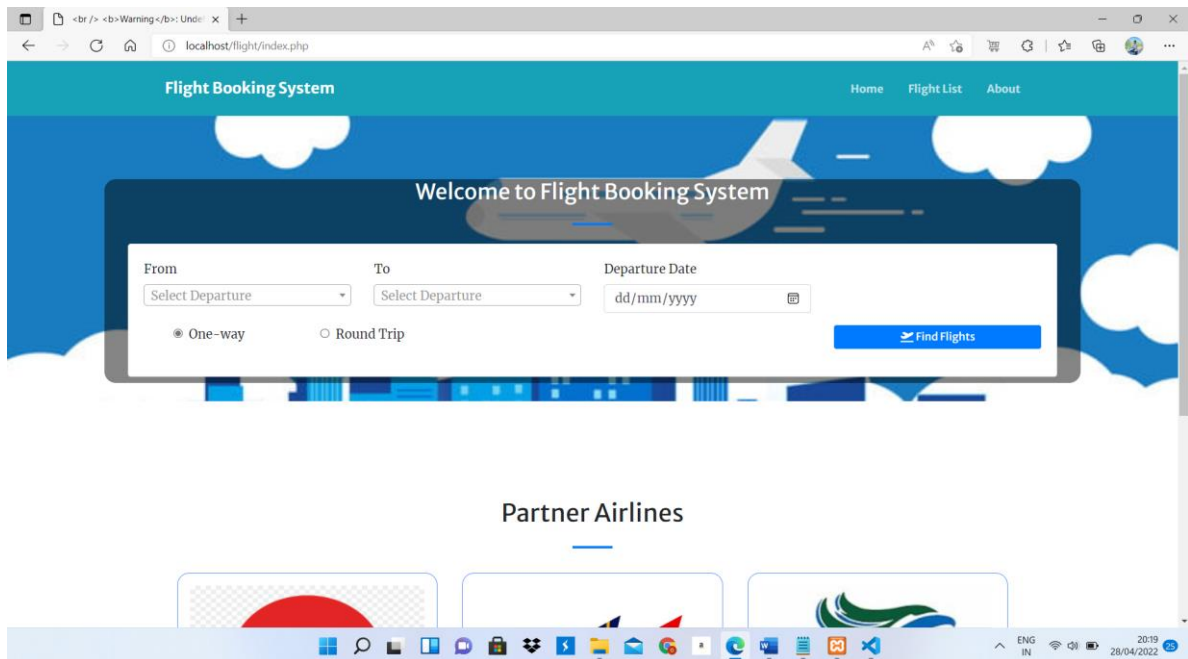 <br /> <b>Warning</b>: Unde
localhost/flight/index.php
Flight Booking System
Home Flight List About
Welcome to Flight Booking System
From To Departure Date
Select Departure Select Departure dd/mm/yyyy
One-way Round Trip Find Flights
Partner Airlines
ENG 20:19
IN 28/04/2022 25